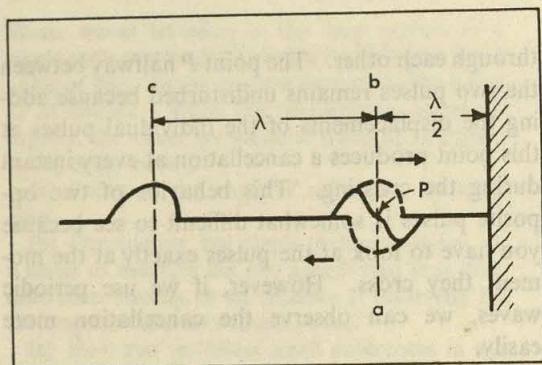 c
b
λ
λ/2
P
a
through each other. The point P halfway between
the two pulses remains undisturbed because add-
ing the displacements of the individual pulses at
this point produces a cancellation at every instant
during the crossing. This behavior of two op-
posite pulses is somewhat difficult to see because
you have to look at the pulses exactly at the mo-
ment they cross. However, if we use periodic
waves, we can observe the cancellation more
easily.